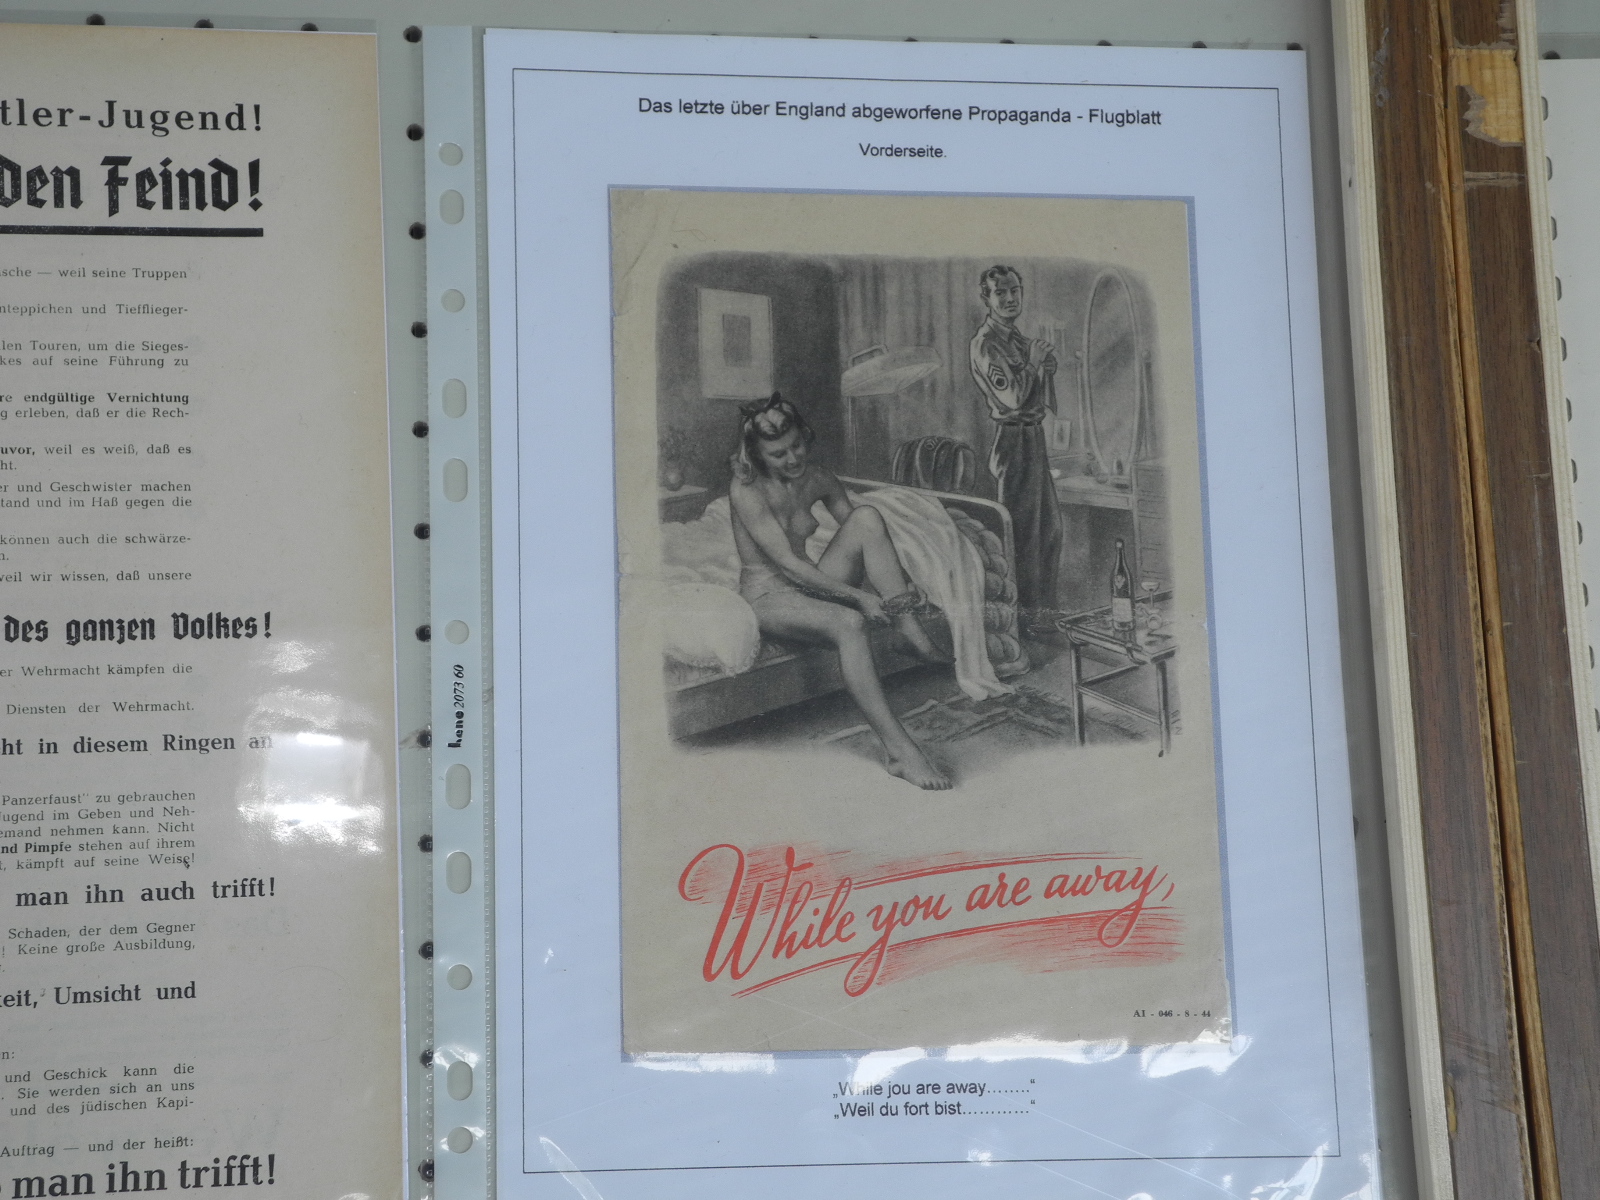 tler-Jugend!
den Feind!
sche — weil seine Truppen
nteppichen und Tiefflieger-
len Touren, um die Sieges-
kes auf seine Führung zu
re endgültige Vernichtung
g erleben, daß er die Rech-
uvor, weil es weiß, daß es
ht.
er und Geschwister machen
tand und im Haß gegen die
können auch die schwärze-
n.
weil wir wissen, daß unsere
des ganzen Volkes!
er Wehrmacht kämpfen die
Diensten der Wehrmacht.
ht in diesem Ringen an
Panzerfaust" zu gebrauchen
Jugend im Geben und Neh-
emand nehmen kann. Nicht
nd Pimpfe stehen auf ihrem
t, kämpft auf seine Weise!
man ihn auch trifft!
Schaden, der dem Gegner
! Keine große Ausbildung,
keit, Umsicht und
n:
und Geschick kann die
. Sie werden sich an uns
und des jüdischen Kapi-
Auftrag — und der heißt:
man ihn trifft!
herno 2073 60
Das letzte über England abgeworfene Propaganda - Flugblatt
Vorderseite.
While you are away,
AI - 046 - 8 - 44
„While jou are away........“
„Weil du fort bist............“